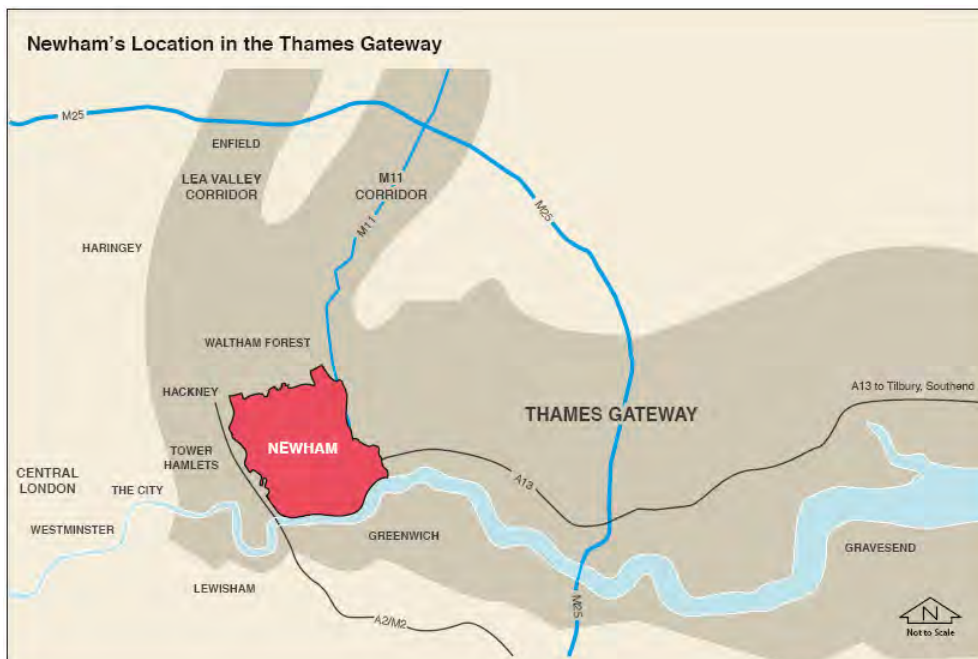 Newham's Location in the Thames Gateway
M25
ENFIELD
LEA VALLEY
CORRIDOR
M11
CORRIDOR
M25
M11
HARINGEY
WALTHAM FOREST
HACKNEY
A13 to Tilbury, Southend
THAMES GATEWAY
NEWHAM
TOWER
HAMLETS
CENTRAL
LONDON
THE CITY
A13
WESTMINSTER
GREENWICH
GRAVESEND
LEWISHAM
A2/M2
M25
N
Not to Scale